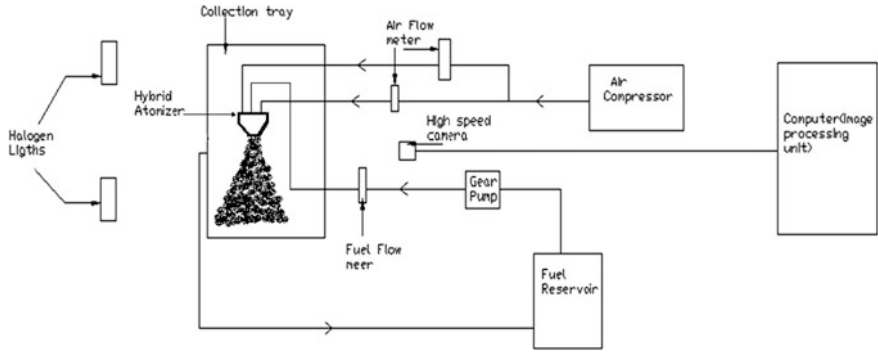 Collection tray
Air Flow
meter
Hybrid
Atomizer
Air
Compressor
High speed
camera
Computer(Image
processing
unit)
Halogen
Ligths
Gear
Pump
Fuel Flow
meer
Fuel
Reservoir